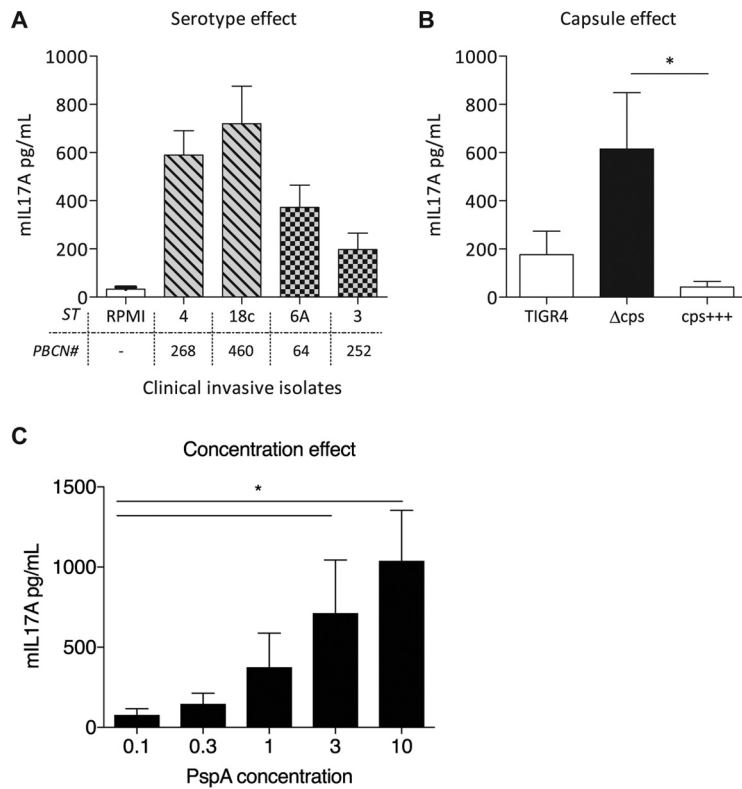 A
Serotype effect
mIL17A pg/mL
1000
800
600
400
200
0
ST RPMI 4 18c 6A 3
PBCN# - 268 460 64 252
Clinical invasive isolates
B
Capsule effect
*
mIL17A pg/mL
1000
800
600
400
200
0
TIGR4 Δcps cps+++
C
Concentration effect
*
mIL17A pg/mL
1500
1000
500
0
0.1 0.3 1 3 10
PspA concentration